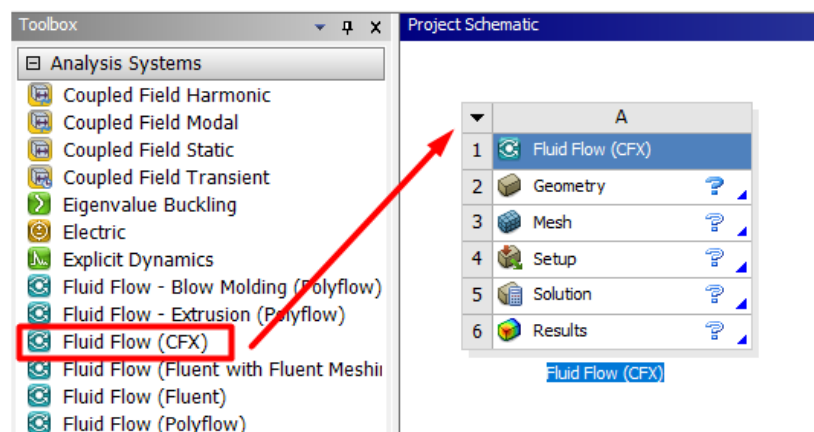 Toolbox
Analysis Systems
Coupled Field Harmonic
Coupled Field Modal
Coupled Field Static
Coupled Field Transient
Eigenvalue Buckling
Electric
Explicit Dynamics
Fluid Flow - Blow Molding (Polyflow)
Fluid Flow - Extrusion (Polyflow)
Fluid Flow (CFX)
Fluid Flow (Fluent with Fluent Meshi
Fluid Flow (Fluent)
Fluid Flow (Polyflow)
Project Schematic
A
1 Fluid Flow (CFX)
2 Geometry ?
3 Mesh ?
4 Setup ?
5 Solution ?
6 Results ?
Fluid Flow (CFX)